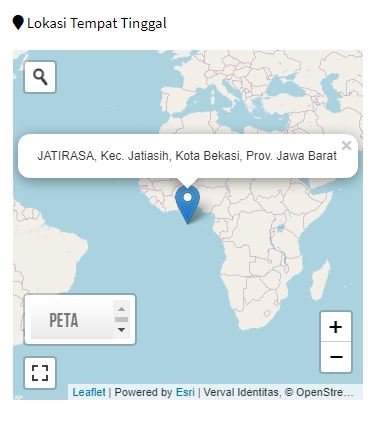 Lokasi Tempat Tinggal
JATIRASA, Kec. Jatiasih, Kota Bekasi, Prov. Jawa Barat
×
PETA
+
−
Leaflet | Powered by Esri | Verval Identitas, © OpenStre...